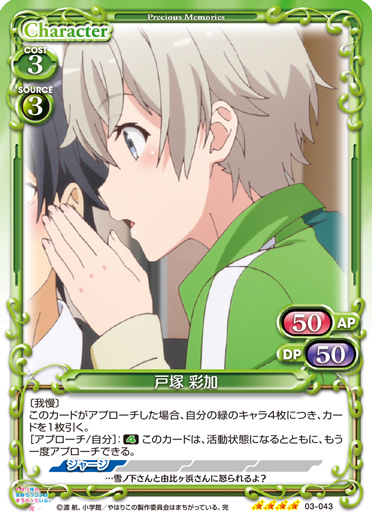 Precious Memories
Character
COST
3
SOURCE
3
50 AP
DP 50
戸塚 彩加
[我慢]
このカードがアプローチした場合、自分の緑のキャラ4枚につき、カー
ドを1枚引く。
[アプローチ/自分]: 4 このカードは、活動状態になるとともに、もう
一度アプローチできる。
ジャージ
…雪ノ下さんと由比ヶ浜さんに怒られるよ?
©渡 航、小学館/やはりこの製作委員会はまちがっている。完
03-043